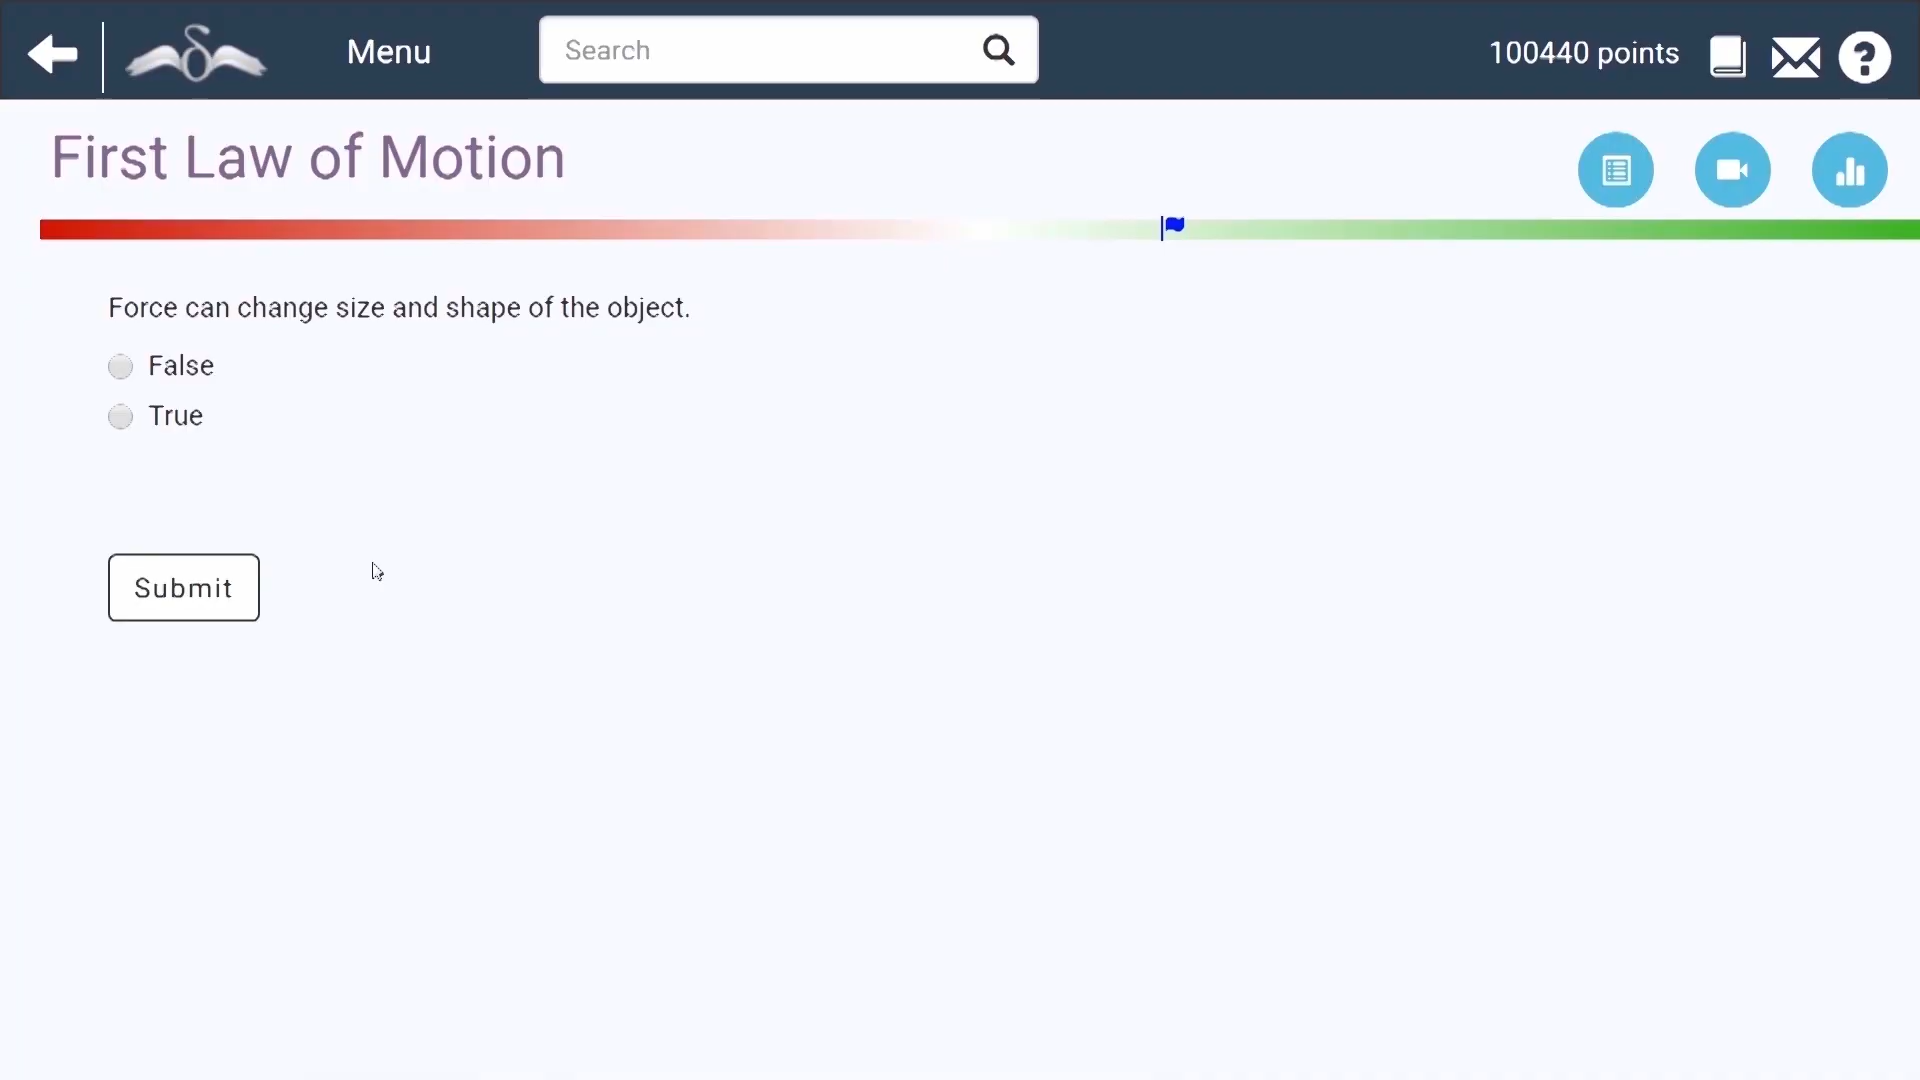 Menu
Search
100440 points
First Law of Motion
Force can change size and shape of the object.
False
True
Submit